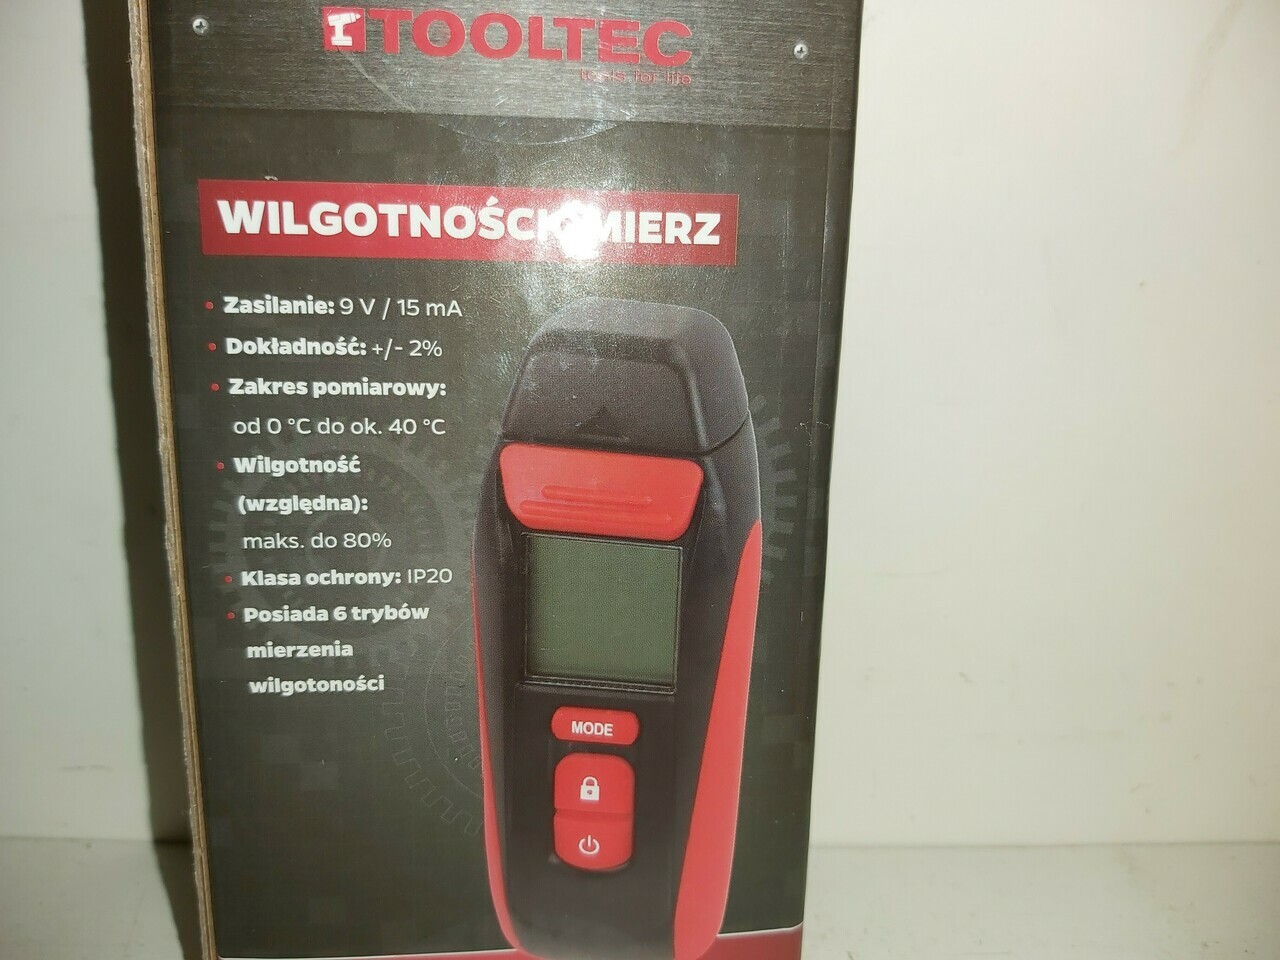 TOOLTEC
tools for life
WILGOTNOŚCIOMIERZ
• Zasilanie: 9 V / 15 mA
• Dokładność: +/- 2%
• Zakres pomiarowy:
od 0 °C do ok. 40 °C
• Wilgotność
(względna):
maks. do 80%
• Klasa ochrony: IP20
• Posiada 6 trybów
mierzenia
wilgotoności
MODE